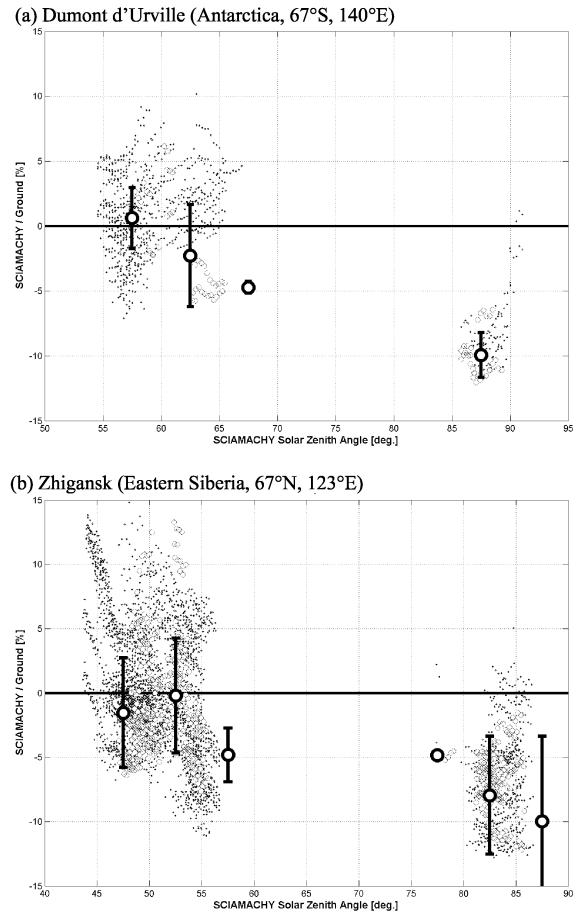 (a) Dumont d’Urville (Antarctica, 67°S, 140°E)
15
10
5
0
-5
-10
-15
SCIAMACHY / Ground [%]
50 55 60 65 70 75 80 85 90 95
SCIAMACHY Solar Zenith Angle [deg.]
(b) Zhigansk (Eastern Siberia, 67°N, 123°E)
15
10
5
0
-5
-10
-15
SCIAMACHY / Ground [%]
40 45 50 55 60 65 70 75 80 85 90
SCIAMACHY Solar Zenith Angle [deg.]